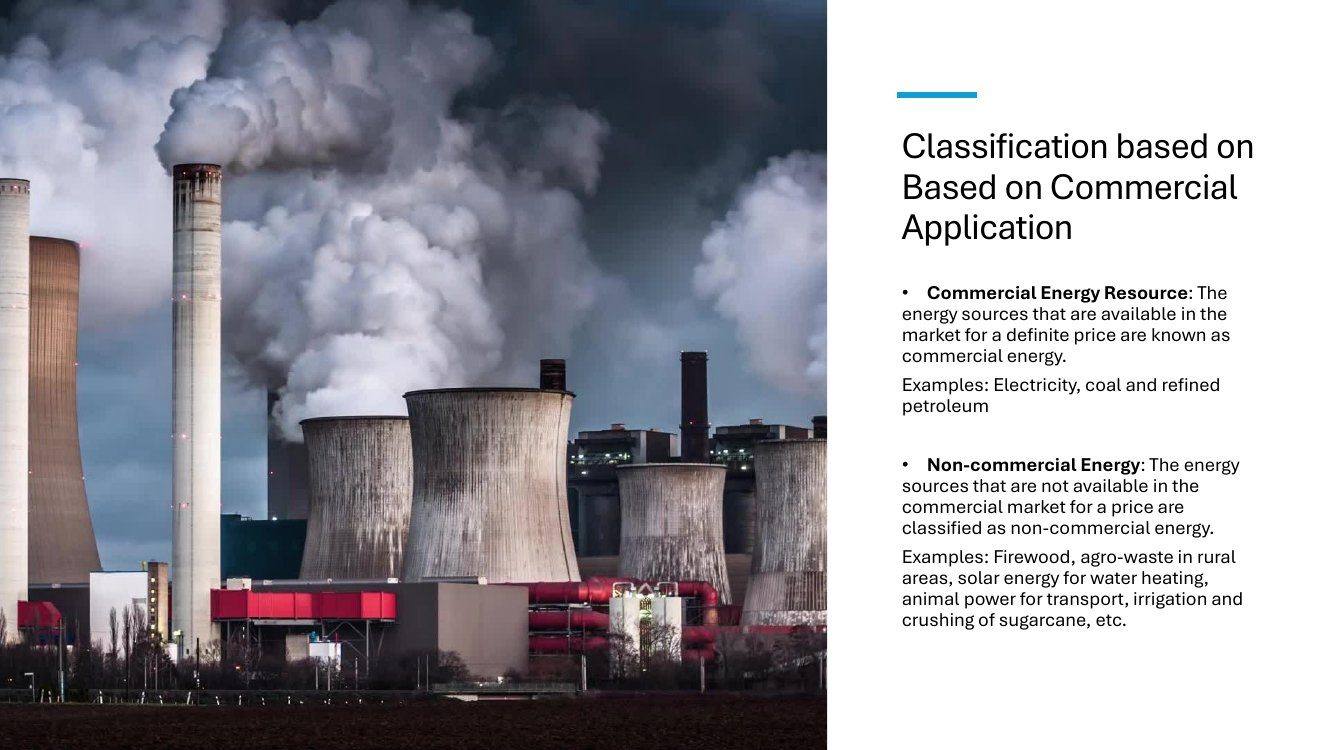 Classification based on
Based on Commercial
Application
• Commercial Energy Resource: The
energy sources that are available in the
market for a definite price are known as
commercial energy.
Examples: Electricity, coal and refined
petroleum
• Non-commercial Energy: The energy
sources that are not available in the
commercial market for a price are
classified as non-commercial energy.
Examples: Firewood, agro-waste in rural
areas, solar energy for water heating,
animal power for transport, irrigation and
crushing of sugarcane, etc.